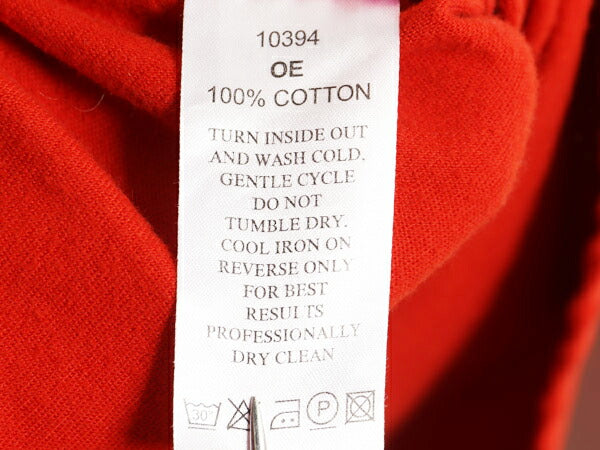 10394
OE
100% COTTON
TURN INSIDE OUT
AND WASH COLD.
GENTLE CYCLE
DO NOT
TUMBLE DRY.
COOL IRON ON
REVERSE ONLY
FOR BEST
RESULTS
PROFESSIONALLY
DRY CLEAN
30° P